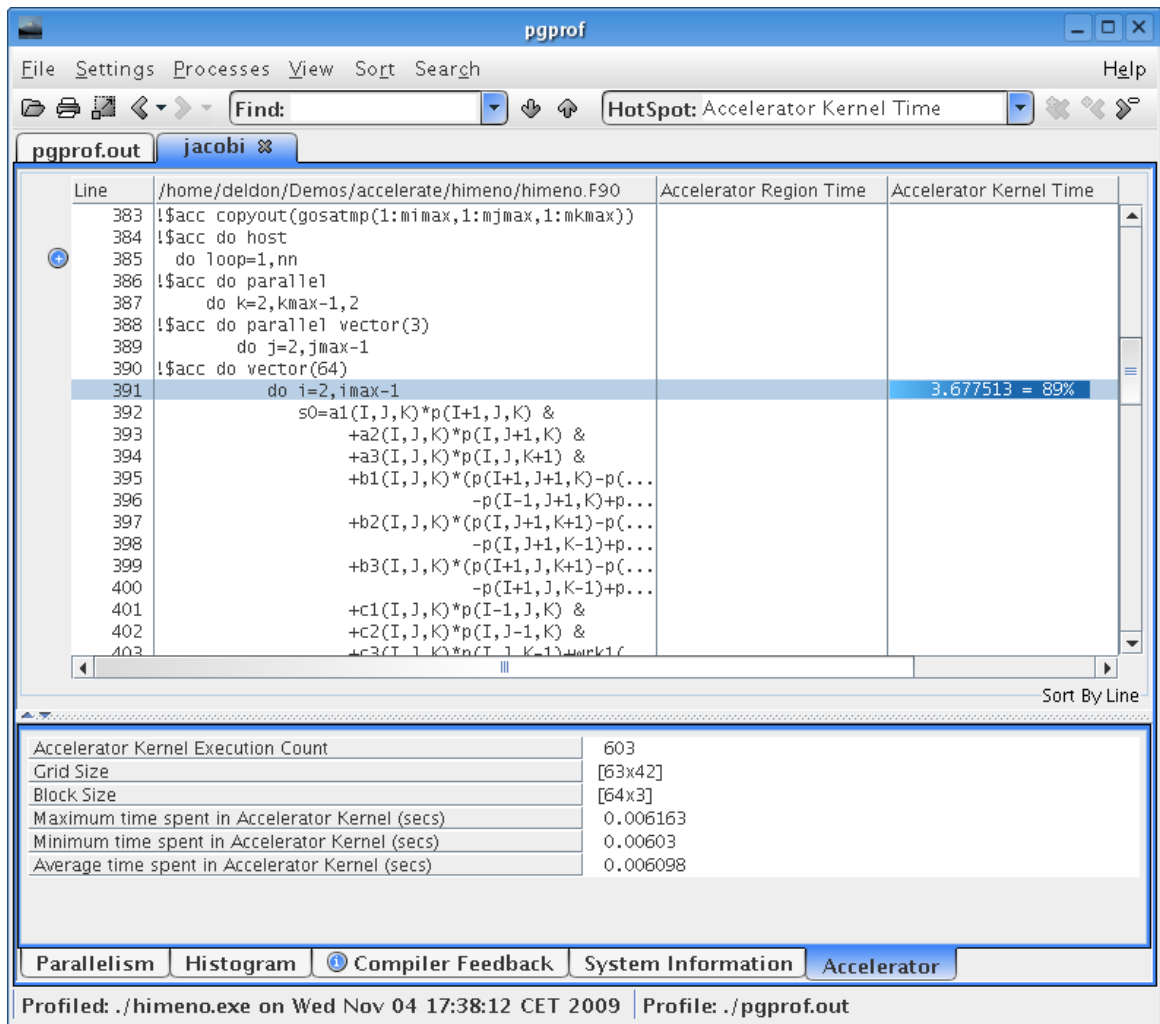 pgprof
File Settings Processes View Sort Search Help
Find: HotSpot: Accelerator Kernel Time
pgprof.out jacobi
Line /home/deldon/Demos/accelerate/himeno/himeno.F90 Accelerator Region Time Accelerator Kernel Time
383 !$acc copyout(gosatmp(1:mimax,1:mjmax,1:mkmax))
384 !$acc do host
385 do loop=1,nn
386 !$acc do parallel
387 do k=2,kmax-1,2
388 !$acc do parallel vector(3)
389 do j=2,jmax-1
390 !$acc do vector(64)
391 do i=2,imax-1 3.677513 = 89%
392 s0=a1(I,J,K)*p(I+1,J,K) &
393 +a2(I,J,K)*p(I,J+1,K) &
394 +a3(I,J,K)*p(I,J,K+1) &
395 +b1(I,J,K)*(p(I+1,J+1,K)-p(...
396 -p(I-1,J+1,K)+p...
397 +b2(I,J,K)*(p(I,J+1,K+1)-p(...
398 -p(I,J+1,K-1)+p...
399 +b3(I,J,K)*(p(I+1,J,K+1)-p(...
400 -p(I+1,J,K-1)+p...
401 +c1(I,J,K)*p(I-1,J,K) &
402 +c2(I,J,K)*p(I,J-1,K) &
403 +c3(I,J,K)*p(I,J,K-1)+wrk1(
Sort By Line
Accelerator Kernel Execution Count 603
Grid Size [63x42]
Block Size [64x3]
Maximum time spent in Accelerator Kernel (secs) 0.006163
Minimum time spent in Accelerator Kernel (secs) 0.00603
Average time spent in Accelerator Kernel (secs) 0.006098
Parallelism Histogram Compiler Feedback System Information Accelerator
Profiled: ./himeno.exe on Wed Nov 04 17:38:12 CET 2009 Profile: ./pgprof.out